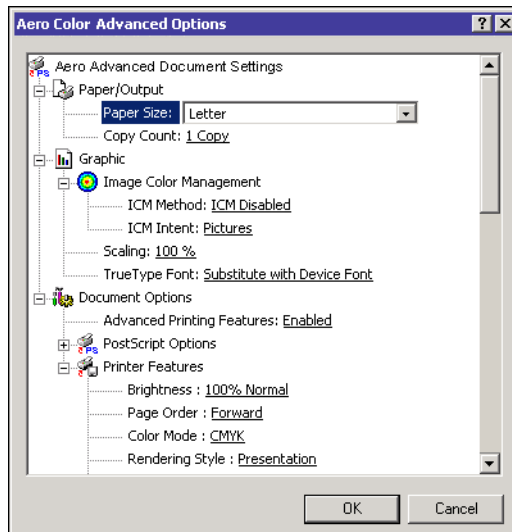 Aero Color Advanced Options
Aero Advanced Document Settings
Paper/Output
Paper Size: Letter
Copy Count: 1 Copy
Graphic
Image Color Management
ICM Method: ICM Disabled
ICM Intent: Pictures
Scaling: 100 %
TrueType Font: Substitute with Device Font
Document Options
Advanced Printing Features: Enabled
PostScript Options
Printer Features
Brightness : 100% Normal
Page Order : Forward
Color Mode : CMYK
Rendering Style : Presentation
OK Cancel